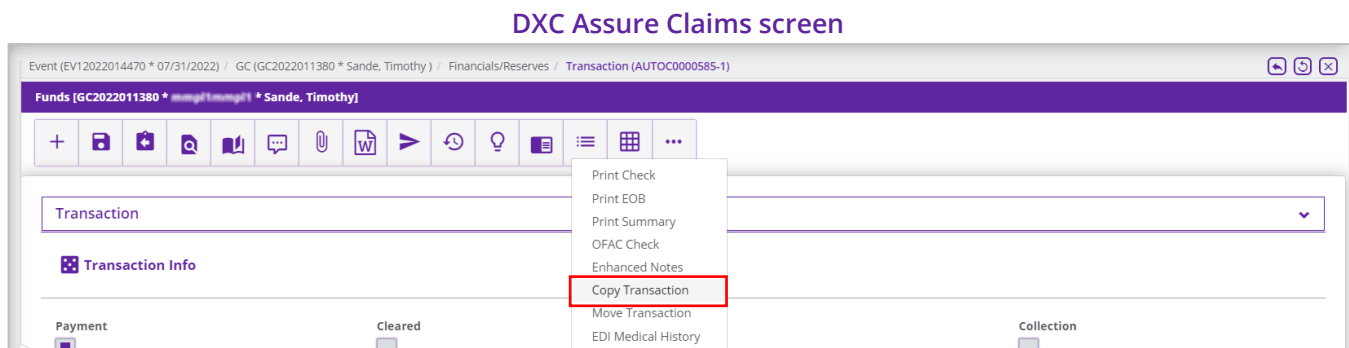 DXC Assure Claims screen
Event (EV12022014470 * 07/31/2022) / GC (GC2022011380 * Sande, Timothy ) / Financials/Reserves / Transaction (AUTOC0000585-1)
Funds [GC2022011380 * * Sande, Timothy]
W
Print Check
Print EOB
Transaction
Print Summary
OFAC Check
Enhanced Notes
Transaction Info
Copy Transaction
Move Transaction
Payment Cleared Collection
EDI Medical History